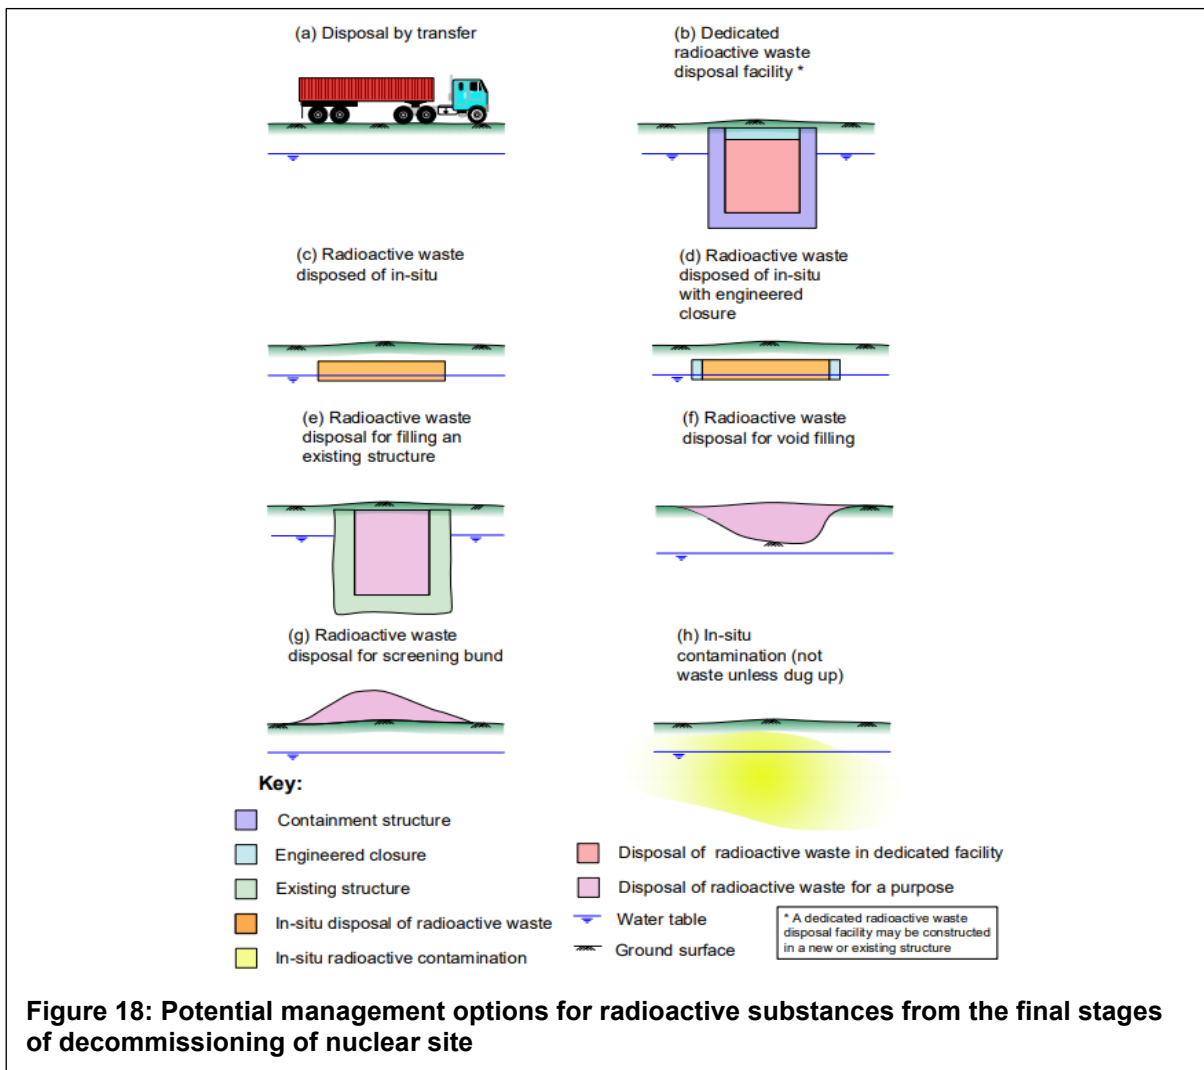 (a) Disposal by transfer
(b) Dedicated
radioactive waste
disposal facility *
(c) Radioactive waste
disposed of in-situ
(d) Radioactive waste
disposed of in-situ
with engineered
closure
(e) Radioactive waste
disposal for filling an
existing structure
(f) Radioactive waste
disposal for void filling
(g) Radioactive waste
disposal for screening bund
(h) In-situ
contamination (not
waste unless dug up)
Key:
Containment structure
Engineered closure
Existing structure
In-situ disposal of radioactive waste
In-situ radioactive contamination
Disposal of radioactive waste in dedicated facility
Disposal of radioactive waste for a purpose
Water table
Ground surface
* A dedicated radioactive waste
disposal facility may be constructed
in a new or existing structure
Figure 18: Potential management options for radioactive substances from the final stages
of decommissioning of nuclear site